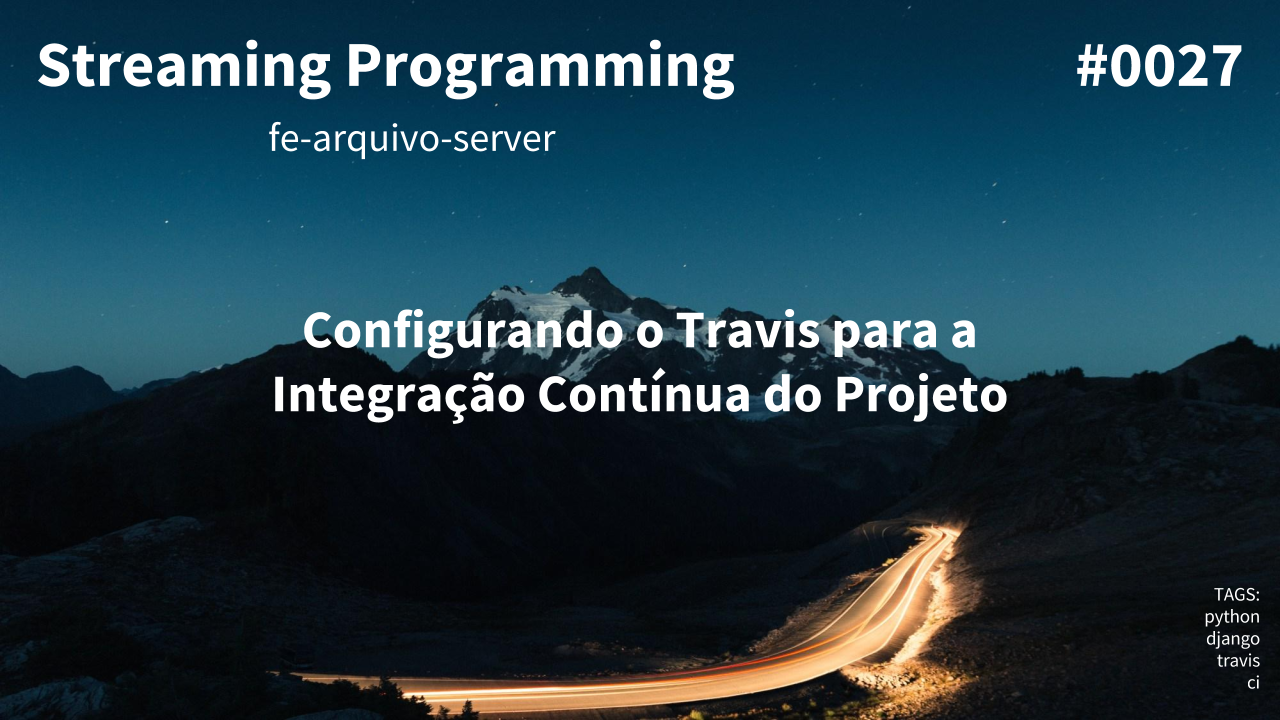 Streaming Programming
#0027
fe-arquivo-server
Configurando o Travis para a
Integração Contínua do Projeto
TAGS:
python
django
travis
ci